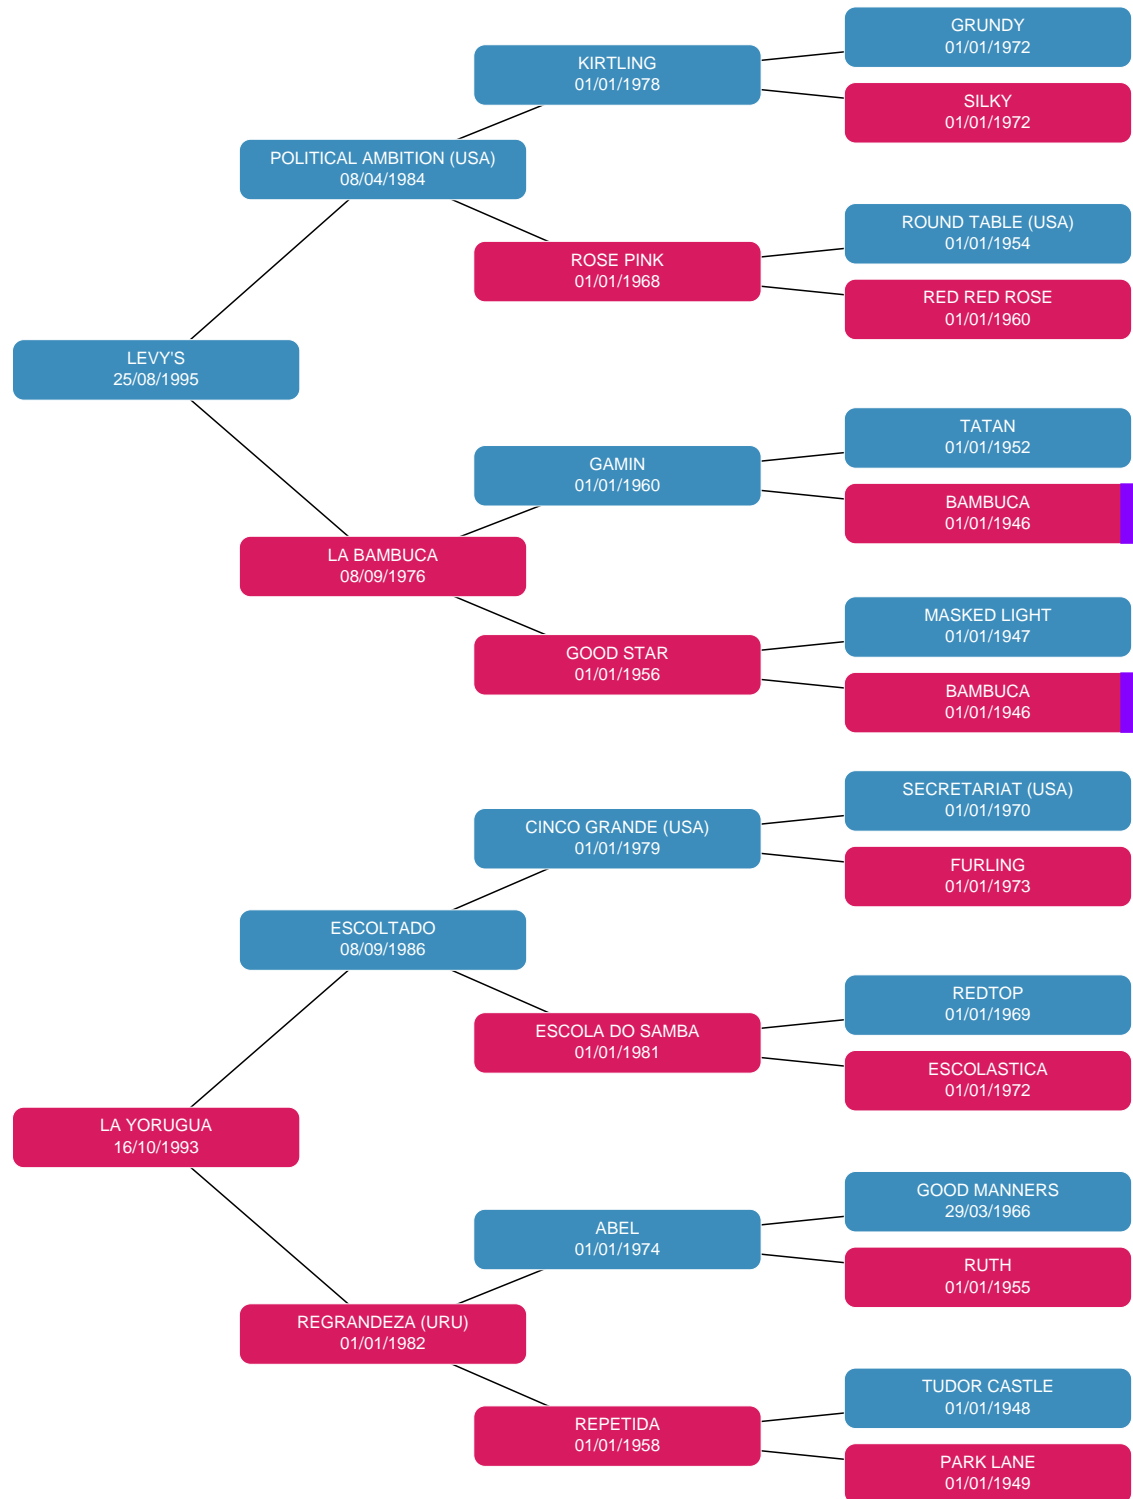 GRUNDY
01/01/1972
KIRTLING
01/01/1978
SILKY
01/01/1972
POLITICAL AMBITION (USA)
08/04/1984
ROUND TABLE (USA)
01/01/1954
ROSE PINK
01/01/1968
RED RED ROSE
01/01/1960
LEVY'S
25/08/1995
TATAN
01/01/1952
GAMIN
01/01/1960
BAMBUCA
01/01/1946
LA BAMBUCA
08/09/1976
MASKED LIGHT
01/01/1947
GOOD STAR
01/01/1956
BAMBUCA
01/01/1946
SECRETARIAT (USA)
01/01/1970
CINCO GRANDE (USA)
01/01/1979
FURLING
01/01/1973
ESCOLTADO
08/09/1986
REDTOP
01/01/1969
ESCOLA DO SAMBA
01/01/1981
ESCOLASTICA
01/01/1972
LA YORUGUA
16/10/1993
GOOD MANNERS
29/03/1966
ABEL
01/01/1974
RUTH
01/01/1955
REGRANDEZA (URU)
01/01/1982
TUDOR CASTLE
01/01/1948
REPETIDA
01/01/1958
PARK LANE
01/01/1949